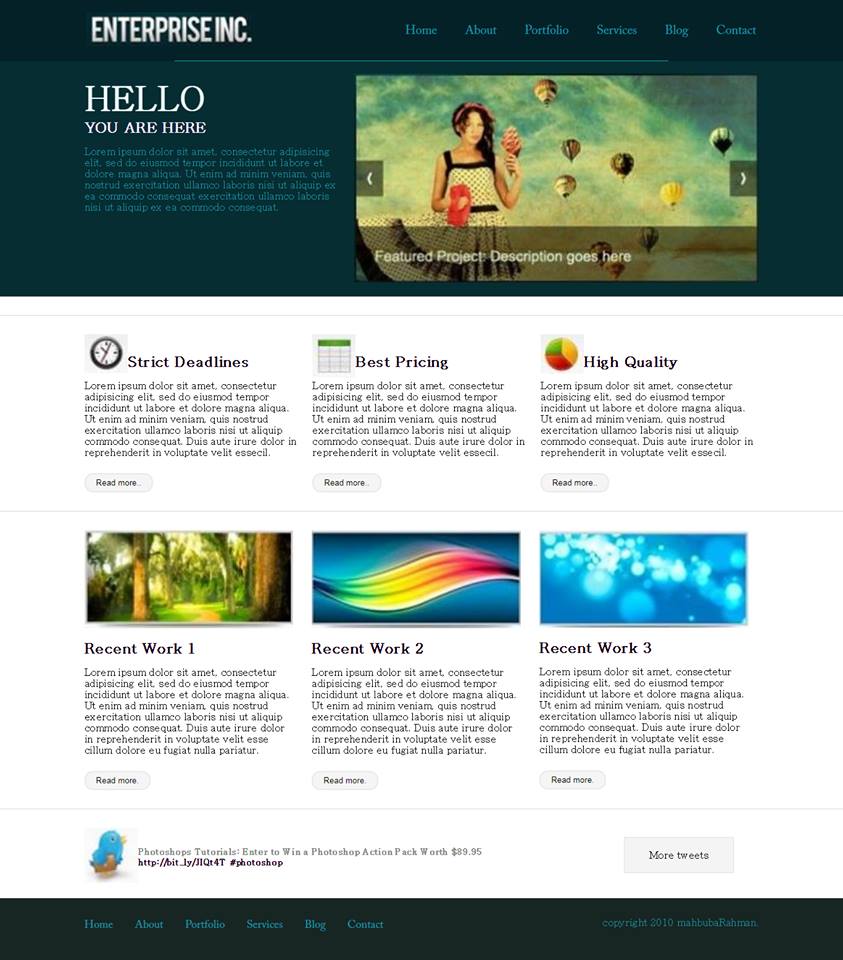 ENTERPRISE INC.
Home About Portfolio Services Blog Contact
HELLO
YOU ARE HERE
Lorem ipsum dolor sit amet, consectetur adipisicing
elit, sed do eiusmod tempor incididunt ut labore et
dolore magna aliqua. Ut enim ad minim veniam, quis
nostrud exercitation ullamco laboris nisi ut aliquip ex
ea commodo consequat exercitation ullamco laboris
nisi ut aliquip ex ea commodo consequat.
Featured Project: Description goes here
Strict Deadlines
Lorem ipsum dolor sit amet, consectetur
adipisicing elit, sed do eiusmod tempor
incididunt ut labore et dolore magna aliqua.
Ut enim ad minim veniam, quis nostrud
exercitation ullamco laboris nisi ut aliquip
commodo consequat. Duis aute irure dolor in
reprehenderit in voluptate velit essecil.
Read more..
Best Pricing
Lorem ipsum dolor sit amet, consectetur
adipisicing elit, sed do eiusmod tempor
incididunt ut labore et dolore magna aliqua.
Ut enim ad minim veniam, quis nostrud
exercitation ullamco laboris nisi ut aliquip
commodo consequat. Duis aute irure dolor in
reprehenderit in voluptate velit essecil.
Read more..
High Quality
Lorem ipsum dolor sit amet, consectetur
adipisicing elit, sed do eiusmod tempor
incididunt ut labore et dolore magna aliqua.
Ut enim ad minim veniam, quis nostrud
exercitation ullamco laboris nisi ut aliquip
commodo consequat. Duis aute irure dolor in
reprehenderit in voluptate velit essecil.
Read more..
Recent Work 1
Lorem ipsum dolor sit amet, consectetur
adipisicing elit, sed do eiusmod tempor
incididunt ut labore et dolore magna aliqua.
Ut enim ad minim veniam, quis nostrud
exercitation ullamco laboris nisi ut aliquip
commodo consequat. Duis aute irure dolor
in reprehenderit in voluptate velit esse
cillum dolore eu fugiat nulla pariatur.
Read more.
Recent Work 2
Lorem ipsum dolor sit amet, consectetur
adipisicing elit, sed do eiusmod tempor
incididunt ut labore et dolore magna aliqua.
Ut enim ad minim veniam, quis nostrud
exercitation ullamco laboris nisi ut aliquip
commodo consequat. Duis aute irure dolor
in reprehenderit in voluptate velit esse
cillum dolore eu fugiat nulla pariatur.
Read more.
Recent Work 3
Lorem ipsum dolor sit amet, consectetur
adipisicing elit, sed do eiusmod tempor
incididunt ut labore et dolore magna aliqua.
Ut enim ad minim veniam, quis nostrud
exercitation ullamco laboris nisi ut aliquip
commodo consequat. Duis aute irure dolor
in reprehenderit in voluptate velit esse
cillum dolore eu fugiat nulla pariatur.
Read more.
Photoshops Tutorials: Enter to Win a Photoshop Action Pack Worth $89.95
http://bit_ly/JIQt4T #photoshop
More tweets
Home About Portfolio Services Blog Contact
copyright 2010 mahbubaRahman.